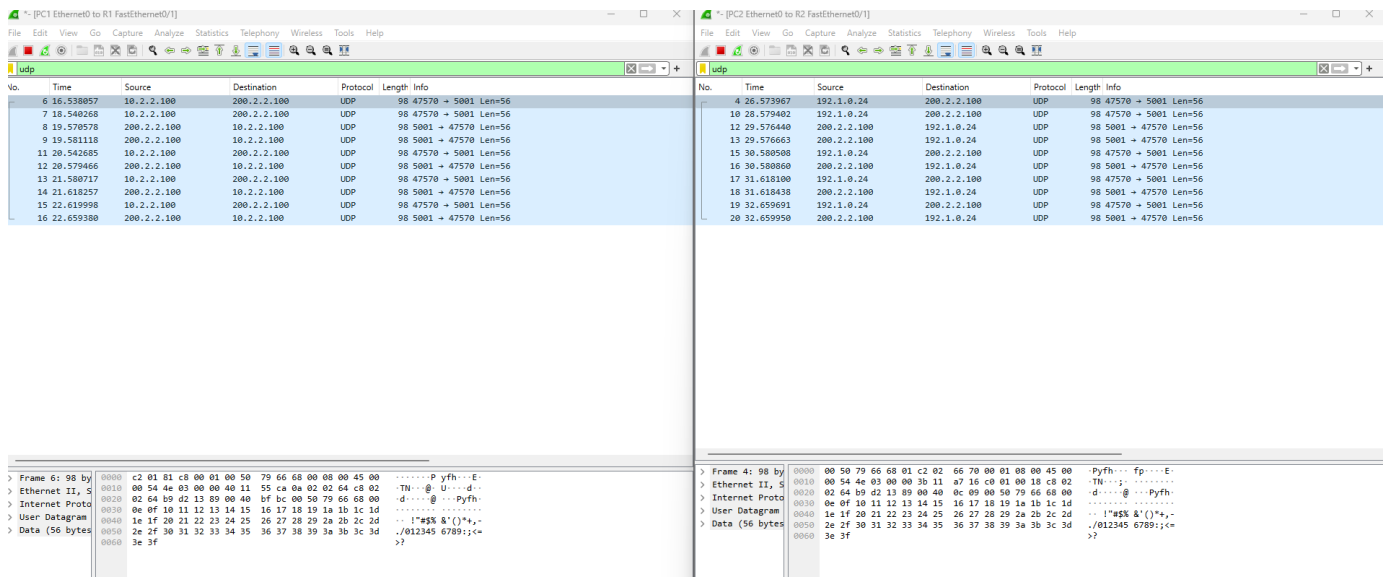 *- [PC1 Ethernet0 to R1 FastEthernet0/1]
File Edit View Go Capture Analyze Statistics Telephony Wireless Tools Help
udp
No. Time Source Destination Protocol Length Info
6 16.538057 10.2.2.100 200.2.2.100 UDP 98 47570 → 5001 Len=56
7 18.540268 10.2.2.100 200.2.2.100 UDP 98 47570 → 5001 Len=56
8 19.570578 200.2.2.100 10.2.2.100 UDP 98 5001 → 47570 Len=56
9 19.581118 200.2.2.100 10.2.2.100 UDP 98 5001 → 47570 Len=56
11 20.542685 10.2.2.100 200.2.2.100 UDP 98 47570 → 5001 Len=56
12 20.579466 200.2.2.100 10.2.2.100 UDP 98 5001 → 47570 Len=56
13 21.580717 10.2.2.100 200.2.2.100 UDP 98 47570 → 5001 Len=56
14 21.618257 200.2.2.100 10.2.2.100 UDP 98 5001 → 47570 Len=56
15 22.619998 10.2.2.100 200.2.2.100 UDP 98 47570 → 5001 Len=56
16 22.659380 200.2.2.100 10.2.2.100 UDP 98 5001 → 47570 Len=56
> Frame 6: 98 by
> Ethernet II, S
> Internet Proto
> User Datagram
> Data (56 bytes
0000 c2 01 81 c8 00 01 00 50 79 66 68 00 08 00 45 00 ·······P yfh···E·
0010 00 54 4e 03 00 00 40 11 55 ca 0a 02 02 64 c8 02 ·TN···@· U····d··
0020 02 64 b9 d2 13 89 00 40 bf bc 00 50 79 66 68 00 ·d·····@ ···Pyfh·
0030 0e 0f 10 11 12 13 14 15 16 17 18 19 1a 1b 1c 1d ········ ········
0040 1e 1f 20 21 22 23 24 25 26 27 28 29 2a 2b 2c 2d ·· !"#$% &'()*+,-
0050 2e 2f 30 31 32 33 34 35 36 37 38 39 3a 3b 3c 3d ./012345 6789:;<=
0060 3e 3f >?
*- [PC2 Ethernet0 to R2 FastEthernet0/1]
File Edit View Go Capture Analyze Statistics Telephony Wireless Tools Help
udp
No. Time Source Destination Protocol Length Info
4 26.573967 192.1.0.24 200.2.2.100 UDP 98 47570 → 5001 Len=56
10 28.579402 192.1.0.24 200.2.2.100 UDP 98 47570 → 5001 Len=56
12 29.576440 200.2.2.100 192.1.0.24 UDP 98 5001 → 47570 Len=56
13 29.576663 200.2.2.100 192.1.0.24 UDP 98 5001 → 47570 Len=56
15 30.580508 192.1.0.24 200.2.2.100 UDP 98 47570 → 5001 Len=56
16 30.580860 200.2.2.100 192.1.0.24 UDP 98 5001 → 47570 Len=56
17 31.618100 192.1.0.24 200.2.2.100 UDP 98 47570 → 5001 Len=56
18 31.618438 200.2.2.100 192.1.0.24 UDP 98 5001 → 47570 Len=56
19 32.659691 192.1.0.24 200.2.2.100 UDP 98 47570 → 5001 Len=56
20 32.659950 200.2.2.100 192.1.0.24 UDP 98 5001 → 47570 Len=56
> Frame 4: 98 by
> Ethernet II, S
> Internet Proto
> User Datagram
> Data (56 bytes
0000 00 50 79 66 68 01 c2 02 66 70 00 01 08 00 45 00 ·Pyfh··· fp····E·
0010 00 54 4e 03 00 00 3b 11 a7 16 c0 01 00 18 c8 02 ·TN···;· ········
0020 02 64 b9 d2 13 89 00 40 0c 09 00 50 79 66 68 00 ·d·····@ ···Pyfh·
0030 0e 0f 10 11 12 13 14 15 16 17 18 19 1a 1b 1c 1d ········ ········
0040 1e 1f 20 21 22 23 24 25 26 27 28 29 2a 2b 2c 2d ·· !"#$% &'()*+,-
0050 2e 2f 30 31 32 33 34 35 36 37 38 39 3a 3b 3c 3d ./012345 6789:;<=
0060 3e 3f >?